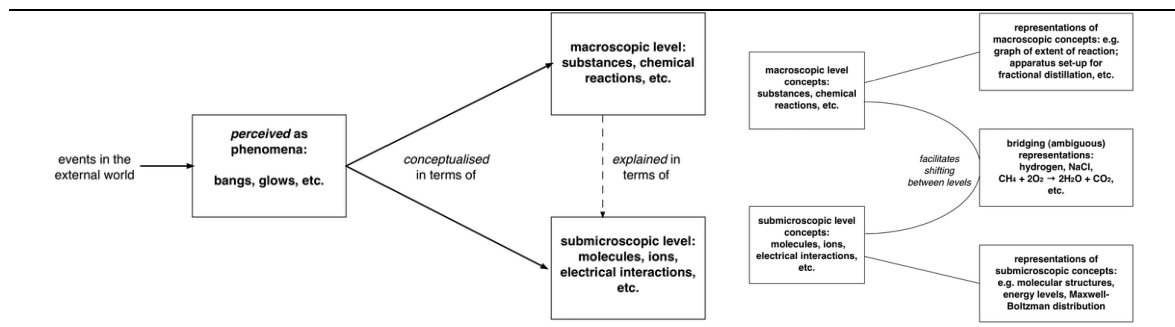 events in the
external world
perceived as
phenomena:
bangs, glows, etc.
conceptualised
in terms of
macroscopic level:
substances, chemical
reactions, etc.
explained in
terms of
submicroscopic level:
molecules, ions,
electrical interactions,
etc.
macroscopic level
concepts:
substances, chemical
reactions, etc.
submicroscopic level
concepts:
molecules, ions,
electrical interactions,
etc.
facilitates
shifting
between levels
representations of
macroscopic concepts: e.g.
graph of extent of reaction;
apparatus set-up for
fractional distillation, etc.
bridging (ambiguous)
representations:
hydrogen, NaCl,
CH₄ + 2O₂ → 2H₂O + CO₂,
etc.
representations of
submicroscopic concepts:
e.g. molecular structures,
energy levels, Maxwell-
Boltzman distribution